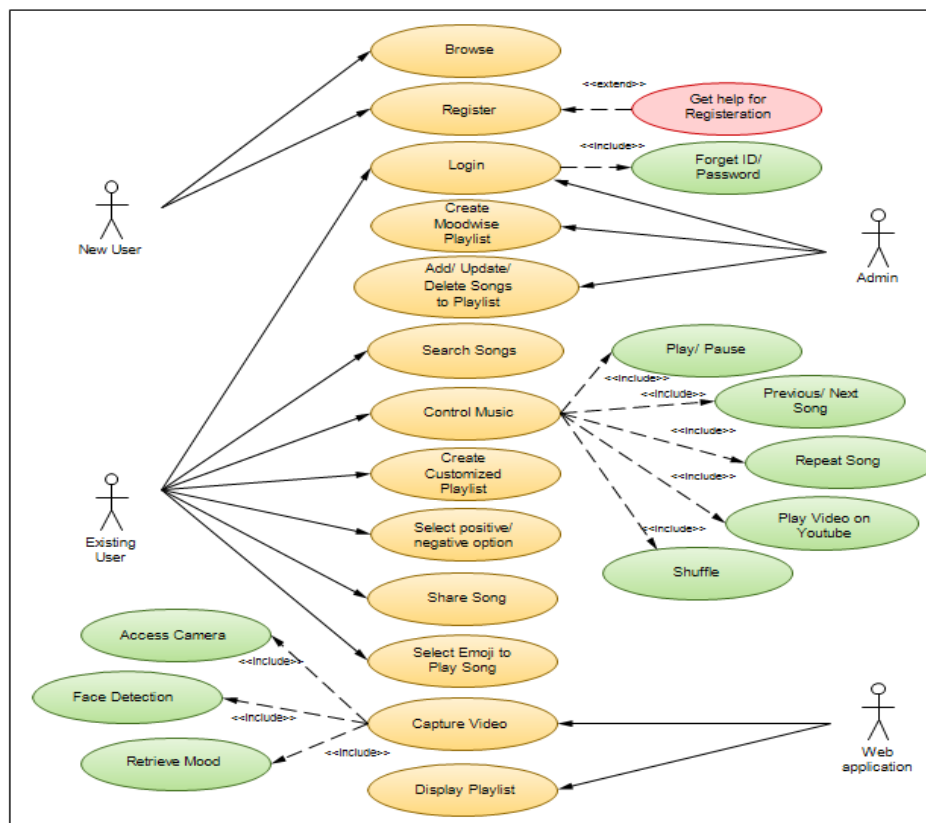 Browse
<<extend>>
Register
Get help for
Registeration
<<include>>
Login
Forget ID/
Password
New User
Create
Moodwise
Playlist
Admin
Add/ Update/
Delete Songs
to Playlist
Search Songs
Play/ Pause
<<include>>
Control Music
<<include>>
Previous/ Next
Song
<<include>>
Repeat Song
Create
Customized
Playlist
<<include>>
Play Video on
Youtube
Existing
User
Select positive/
negative option
<<include>>
Shuffle
Share Song
Access Camera
<<include>>
Select Emoji to
Play Song
Face Detection
<<include>>
Capture Video
<<include>>
Retrieve Mood
Web
application
Display Playlist